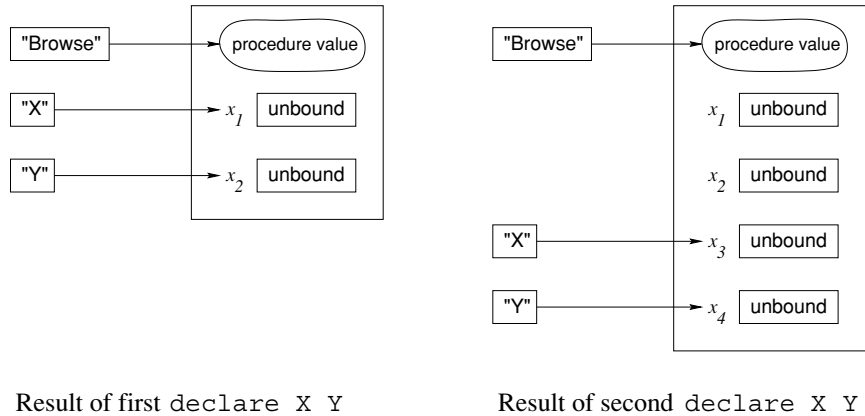 "Browse"
procedure value
"X"
x1
unbound
"Y"
x2
unbound
Result of first declare X Y
"Browse"
procedure value
x1
unbound
x2
unbound
"X"
x3
unbound
"Y"
x4
unbound
Result of second declare X Y